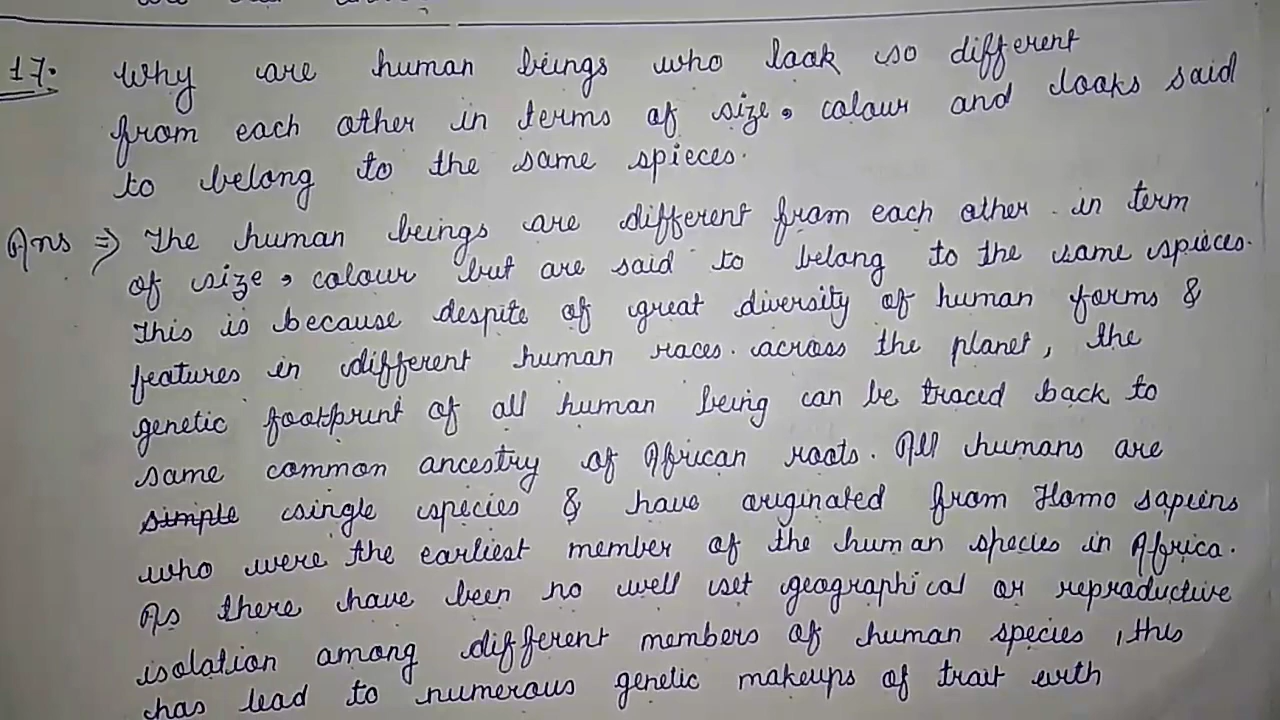 17. Why are human beings who look so different
from each other in terms of size, colour and looks said
to belong to the same spieces.
Ans ⇒ The human beings are different from each other in term
of size, colour but are said to belong to the same spieces.
This is because despite of great diversity of human forms &
features in different human races across the planet, the
genetic footprint of all human being can be traced back to
same common ancestry of African roots. All humans are
simple single species & have originated from Homo sapiens
who were the earliest member of the human species in Africa.
As there have been no well set geographical or reproductive
isolation among different members of human species, this
has lead to numerous genetic makeups of trait